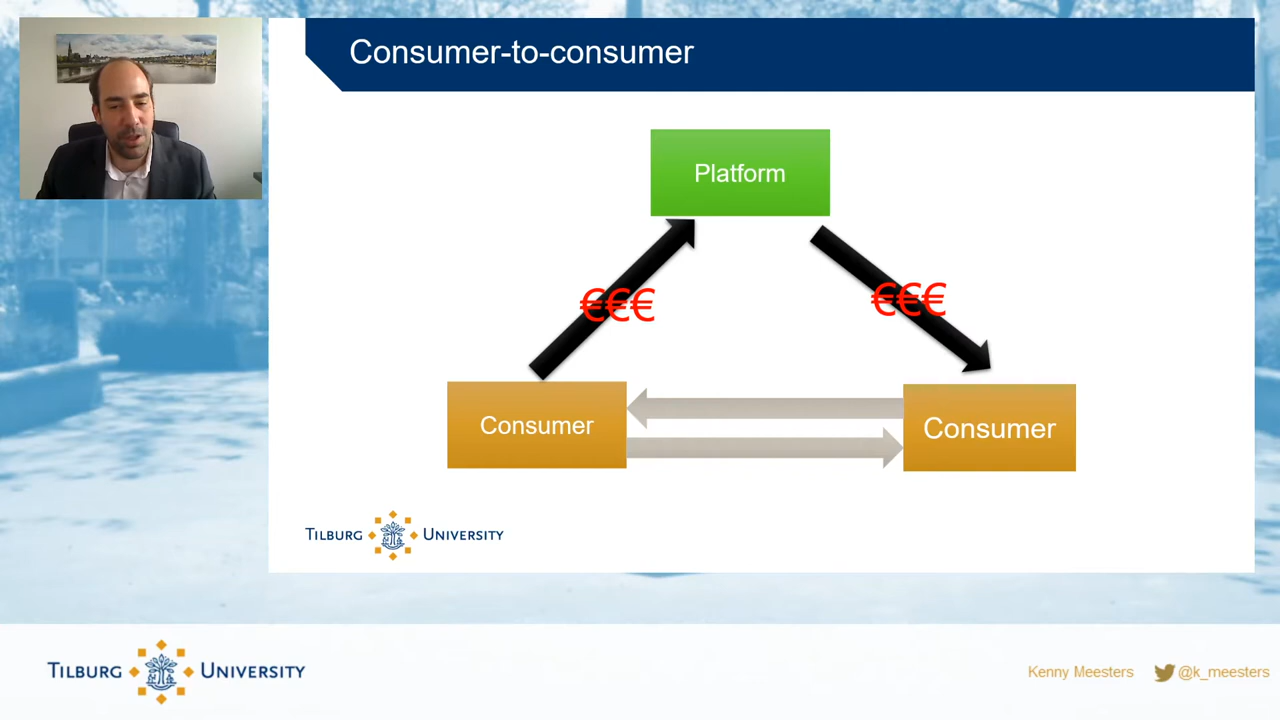 Consumer-to-consumer
Platform
€€€
€€€
Consumer
Consumer
TILBURG UNIVERSITY
TILBURG UNIVERSITY
Kenny Meesters
@k_meesters